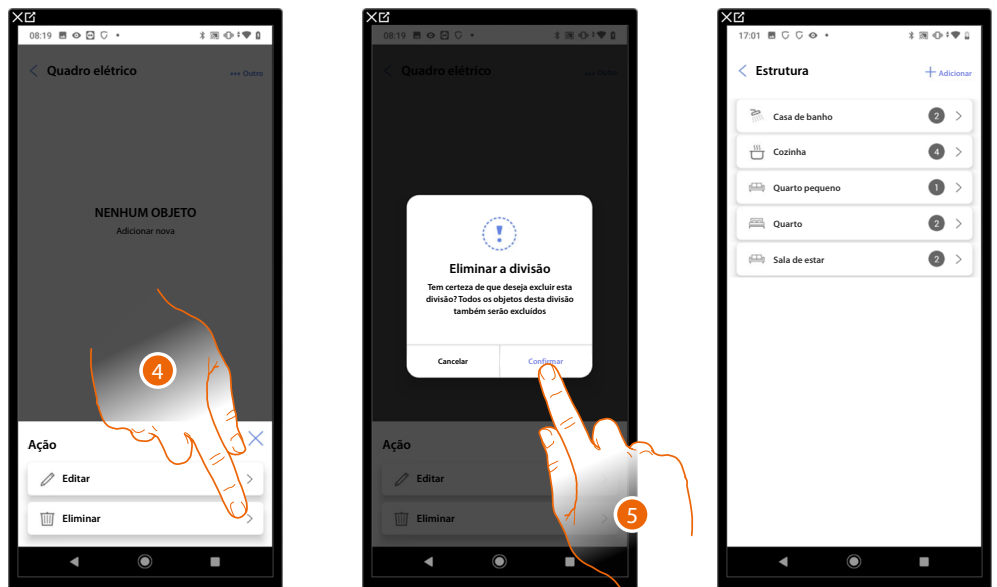 08:19
Quadro elétrico
••• Outro
NENHUM OBJETO
Adicionar nova
4
Ação
Editar
Eliminar
08:19
Quadro elétrico
••• Outro
Eliminar a divisão
Tem certeza de que deseja excluir esta
divisão? Todos os objetos desta divisão
também serão excluídos
Cancelar
Confirmar
Ação
Editar
Eliminar
5
17:01
Estrutura
+ Adicionar
Casa de banho 2
Cozinha 4
Quarto pequeno 1
Quarto 2
Sala de estar 2